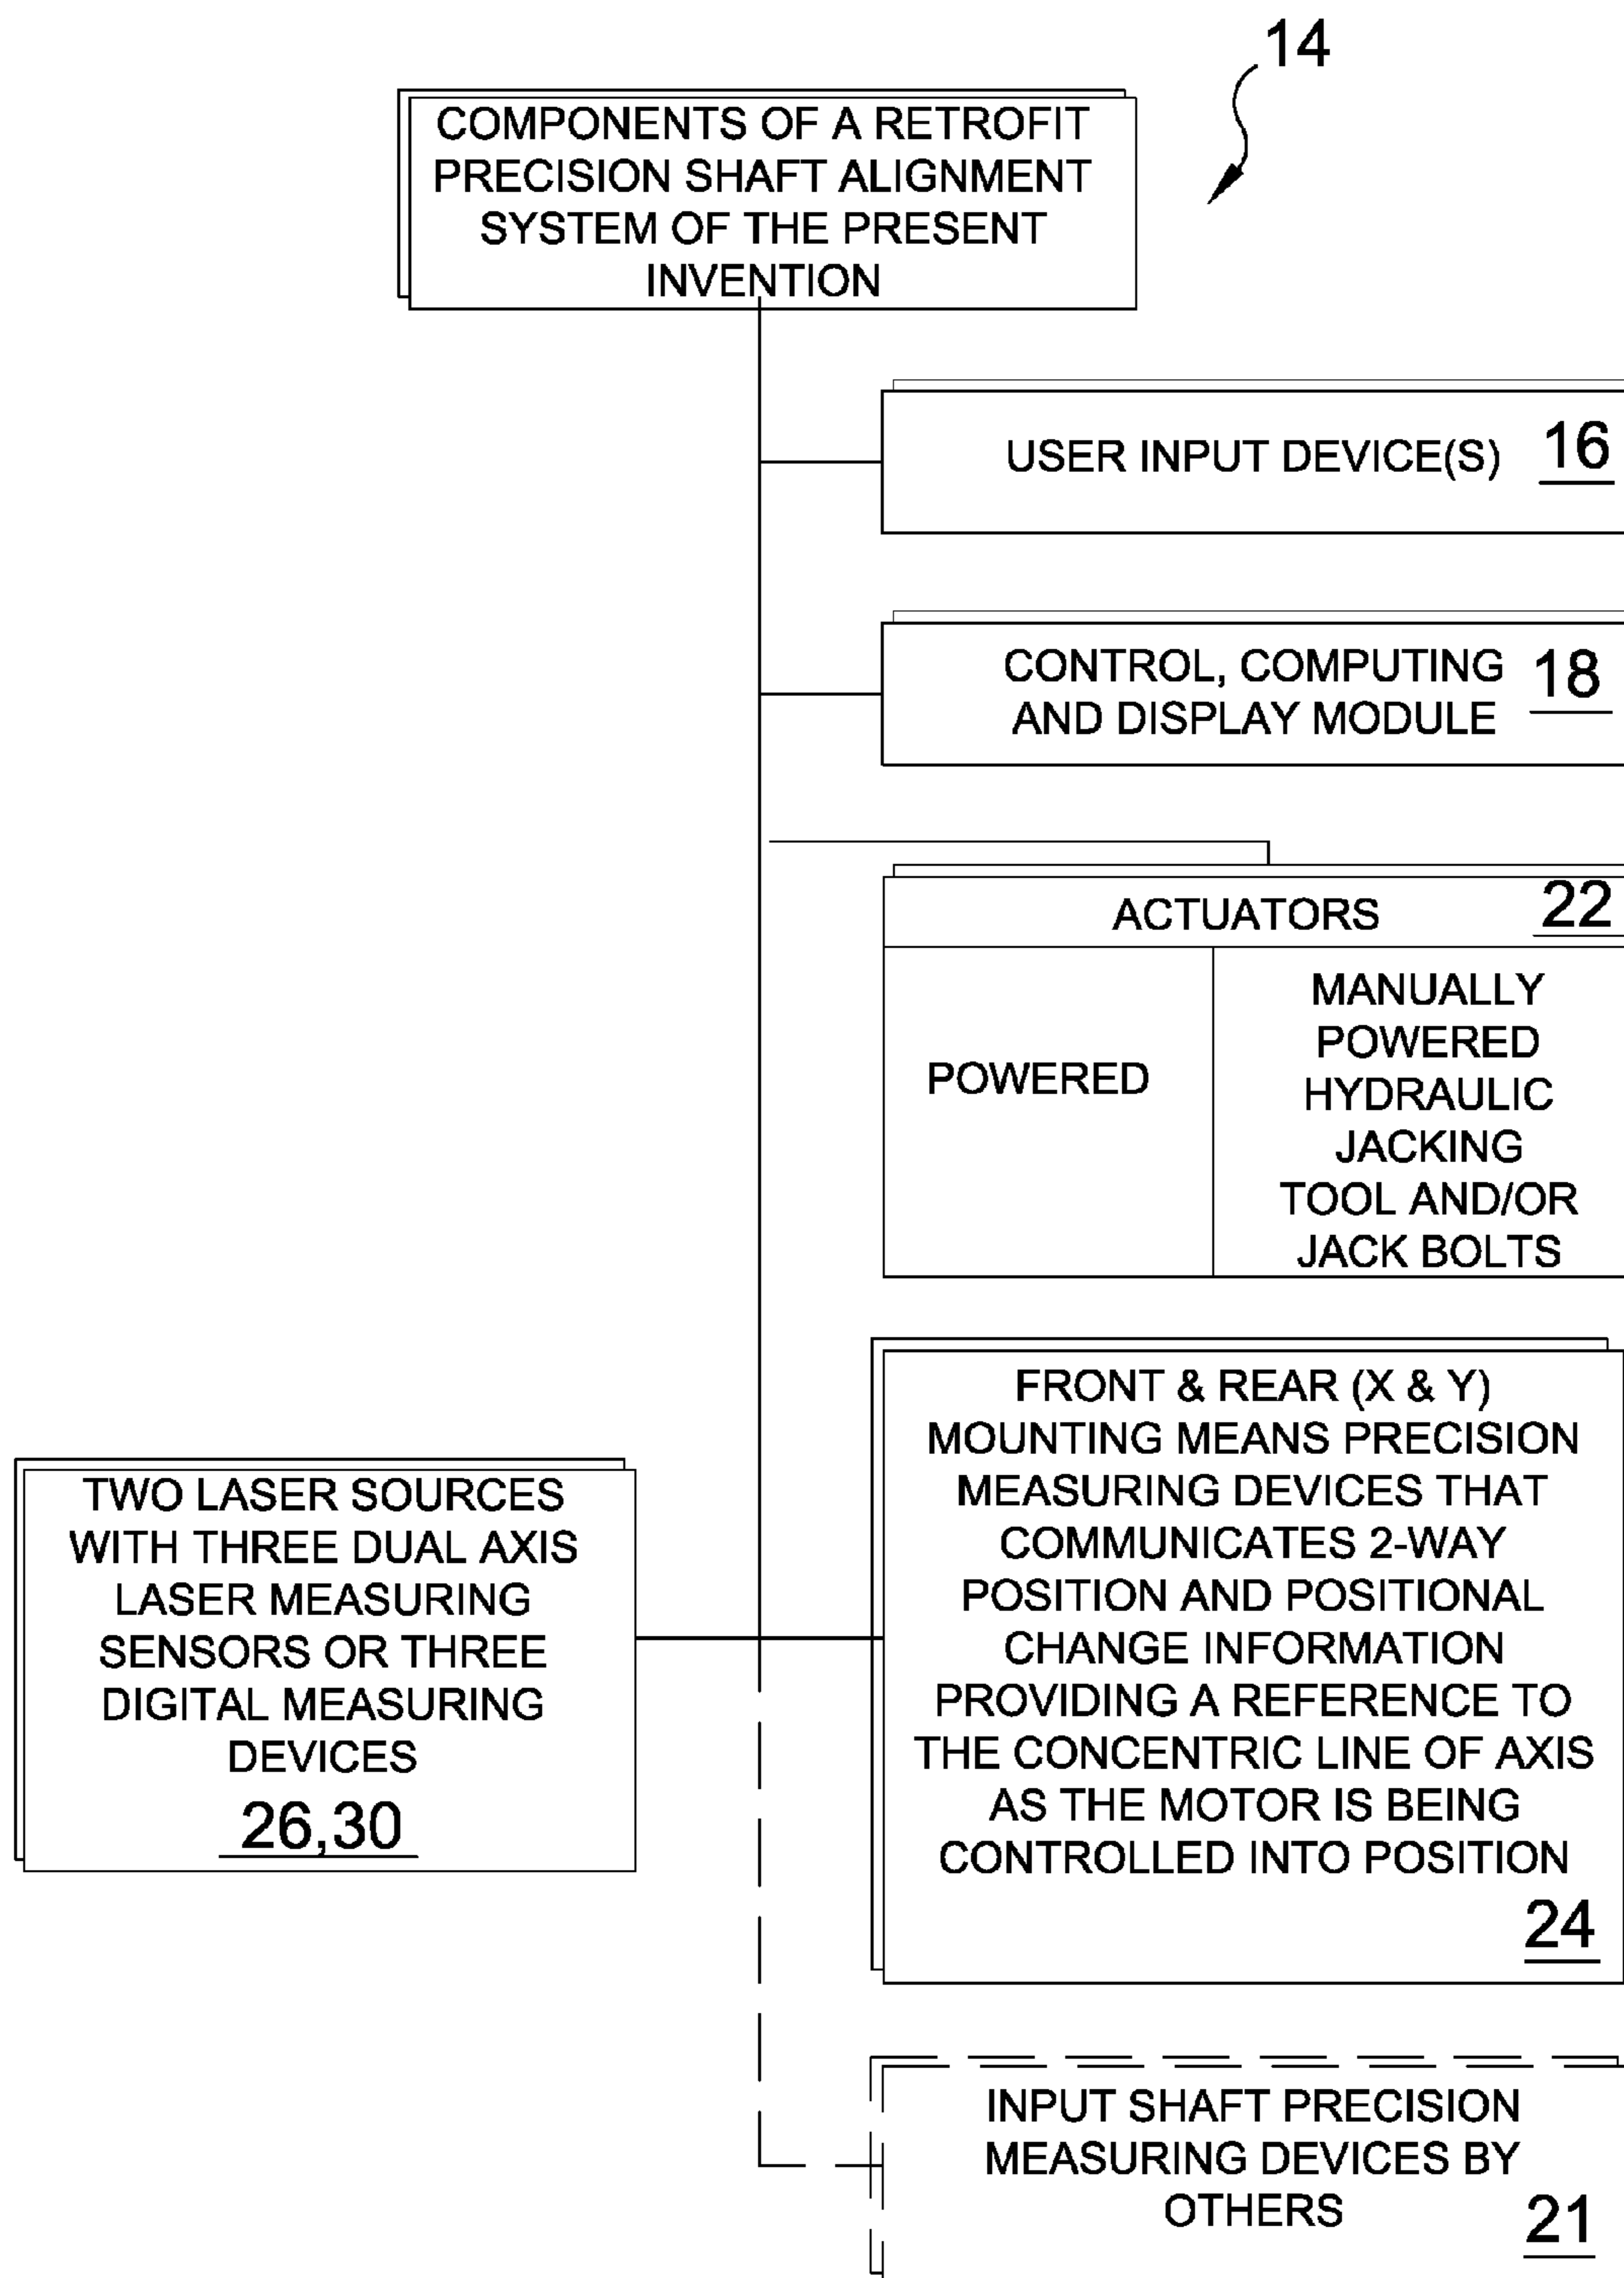 14
COMPONENTS OF A RETROFIT
PRECISION SHAFT ALIGNMENT
SYSTEM OF THE PRESENT
INVENTION
USER INPUT DEVICE(S) 16
CONTROL, COMPUTING 18
AND DISPLAY MODULE
ACTUATORS 22
POWERED
MANUALLY
POWERED
HYDRAULIC
JACKING
TOOL AND/OR
JACK BOLTS
TWO LASER SOURCES
WITH THREE DUAL AXIS
LASER MEASURING
SENSORS OR THREE
DIGITAL MEASURING
DEVICES
26,30
FRONT & REAR (X & Y)
MOUNTING MEANS PRECISION
MEASURING DEVICES THAT
COMMUNICATES 2-WAY
POSITION AND POSITIONAL
CHANGE INFORMATION
PROVIDING A REFERENCE TO
THE CONCENTRIC LINE OF AXIS
AS THE MOTOR IS BEING
CONTROLLED INTO POSITION
24
INPUT SHAFT PRECISION
MEASURING DEVICES BY
OTHERS
21